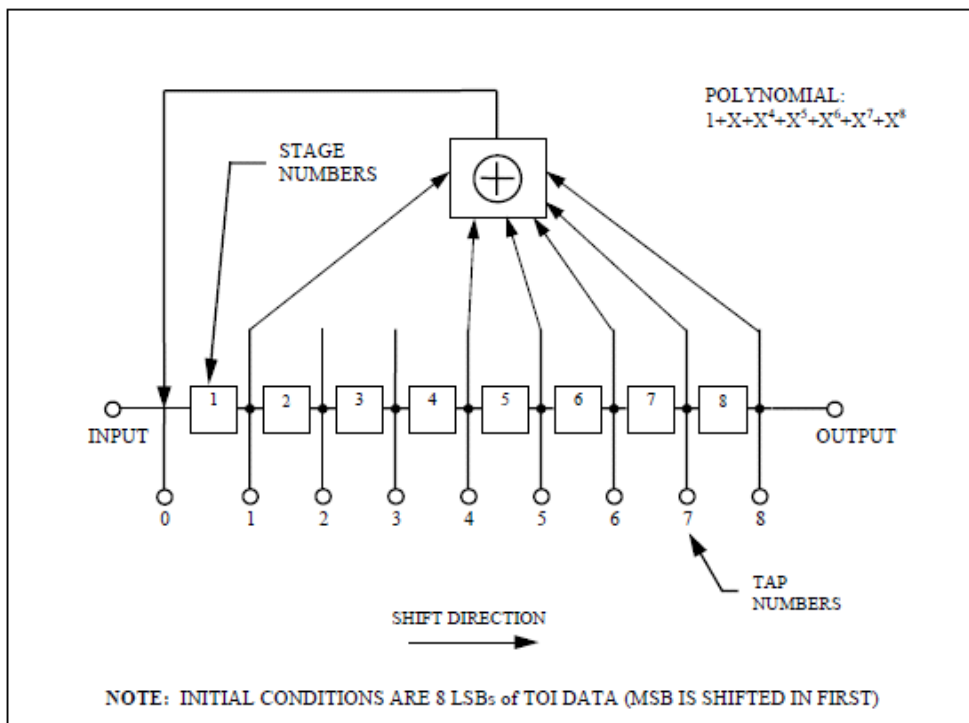 POLYNOMIAL:
1+X+X⁴+X⁵+X⁶+X⁷+X⁸
STAGE
NUMBERS
1 2 3 4 5 6 7 8
INPUT
OUTPUT
0 1 2 3 4 5 6 7 8
TAP
NUMBERS
SHIFT DIRECTION
NOTE: INITIAL CONDITIONS ARE 8 LSBs of TOI DATA (MSB IS SHIFTED IN FIRST)